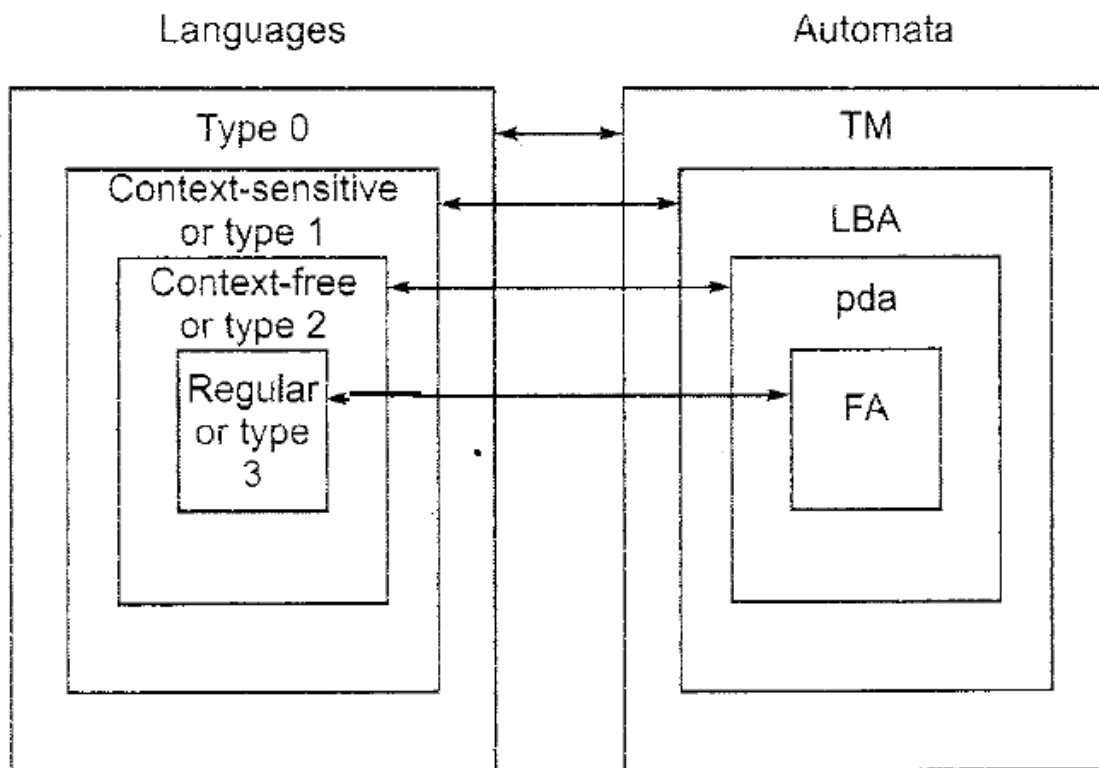 Languages
Automata
Type 0
TM
Context-sensitive
or type 1
LBA
Context-free
or type 2
pda
Regular
or type
3
FA